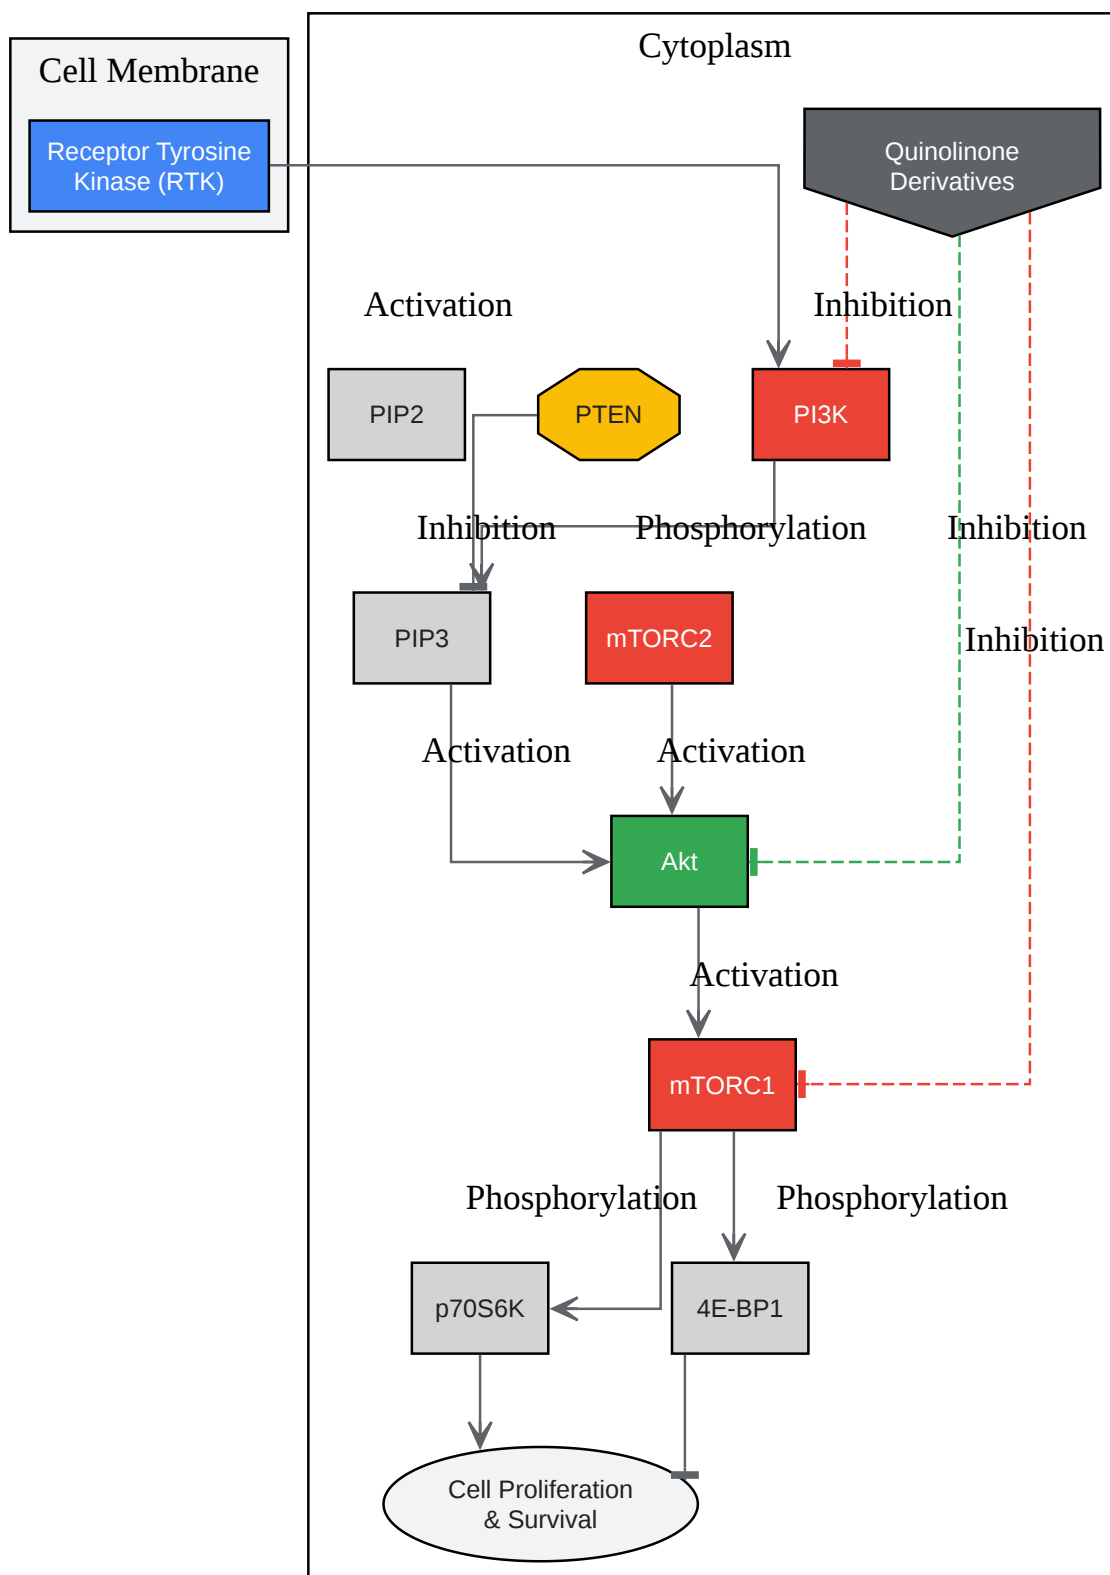 Cytoplasm
Cell Membrane
Receptor Tyrosine
Kinase (RTK)
Quinolinone
Derivatives
Activation
Inhibition
PIP2
PTEN
PI3K
Inhibition
Phosphorylation
Inhibition
PIP3
mTORC2
Inhibition
Activation
Activation
Akt
Activation
mTORC1
Phosphorylation
Phosphorylation
p70S6K
4E-BP1
Cell Proliferation
& Survival